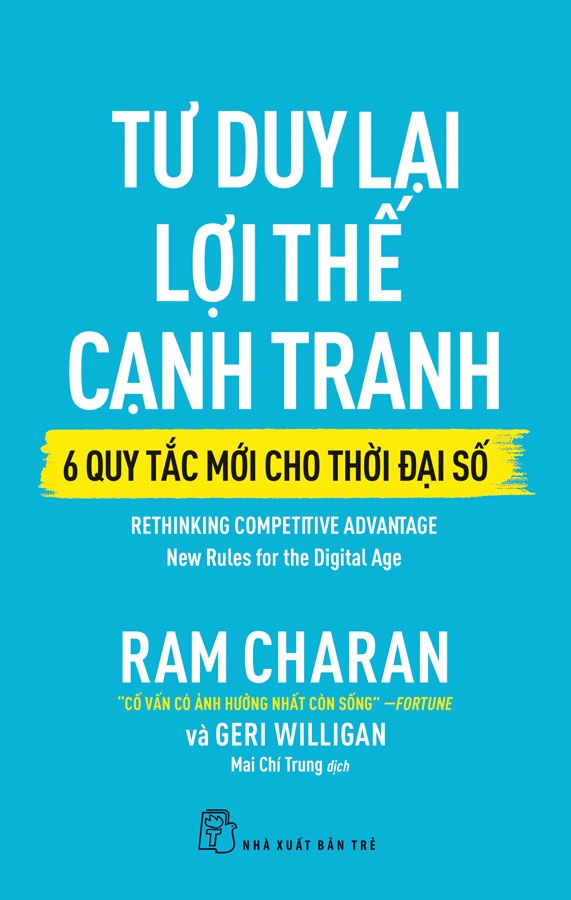 TƯ DUY LẠI
LỢI THẾ
CẠNH TRANH
6 QUY TẮC MỚI CHO THỜI ĐẠI SỐ
RETHINKING COMPETITIVE ADVANTAGE
New Rules for the Digital Age
RAM CHARAN
“CỐ VẤN CÓ ẢNH HƯỞNG NHẤT CÒN SỐNG” —FORTUNE
và GERI WILLIGAN
Mai Chí Trung dịch
T
NHÀ XUẤT BẢN TRẺ